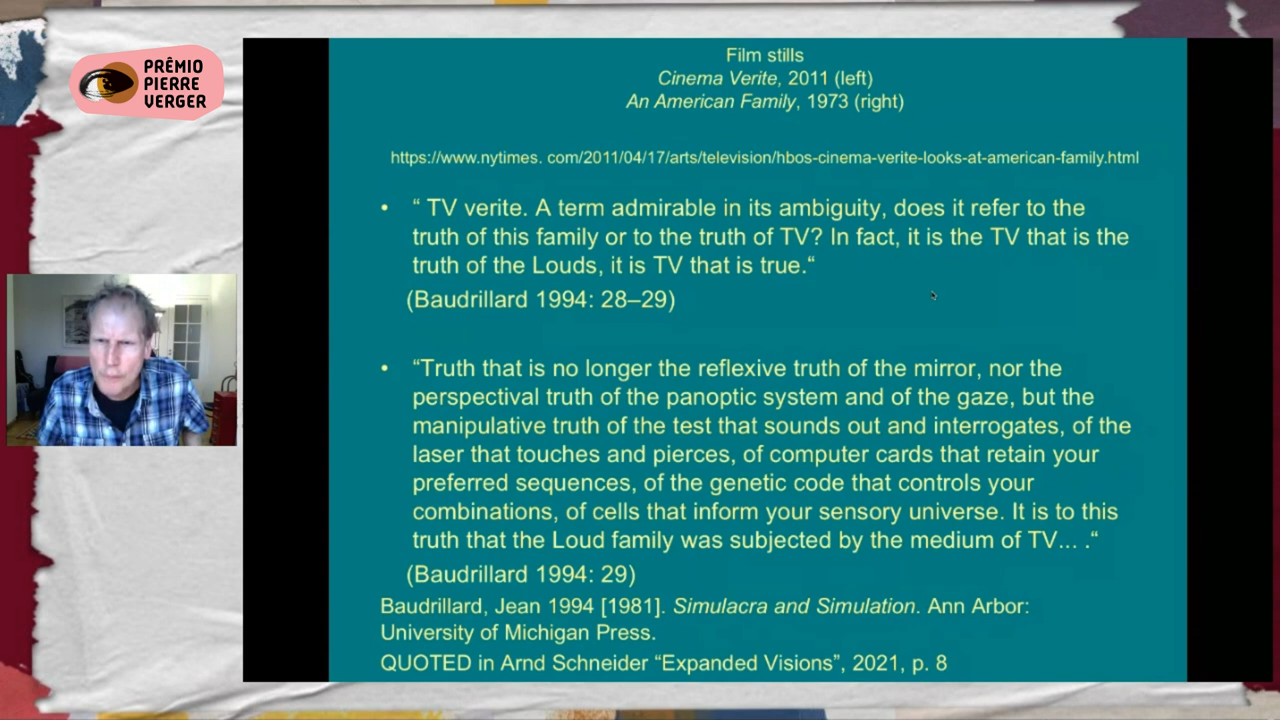 PRÊMIO
PIERRE
VERGER
Film stills
Cinema Verite, 2011 (left)
An American Family, 1973 (right)
https://www.nytimes. com/2011/04/17/arts/television/hbos-cinema-verite-looks-at-american-family.html
• “ TV verite. A term admirable in its ambiguity, does it refer to the
truth of this family or to the truth of TV? In fact, it is the TV that is the
truth of the Louds, it is TV that is true.“
(Baudrillard 1994: 28–29)
• “Truth that is no longer the reflexive truth of the mirror, nor the
perspectival truth of the panoptic system and of the gaze, but the
manipulative truth of the test that sounds out and interrogates, of the
laser that touches and pierces, of computer cards that retain your
preferred sequences, of the genetic code that controls your
combinations, of cells that inform your sensory universe. It is to this
truth that the Loud family was subjected by the medium of TV... .“
(Baudrillard 1994: 29)
Baudrillard, Jean 1994 [1981]. Simulacra and Simulation. Ann Arbor:
University of Michigan Press.
QUOTED in Arnd Schneider “Expanded Visions”, 2021, p. 8